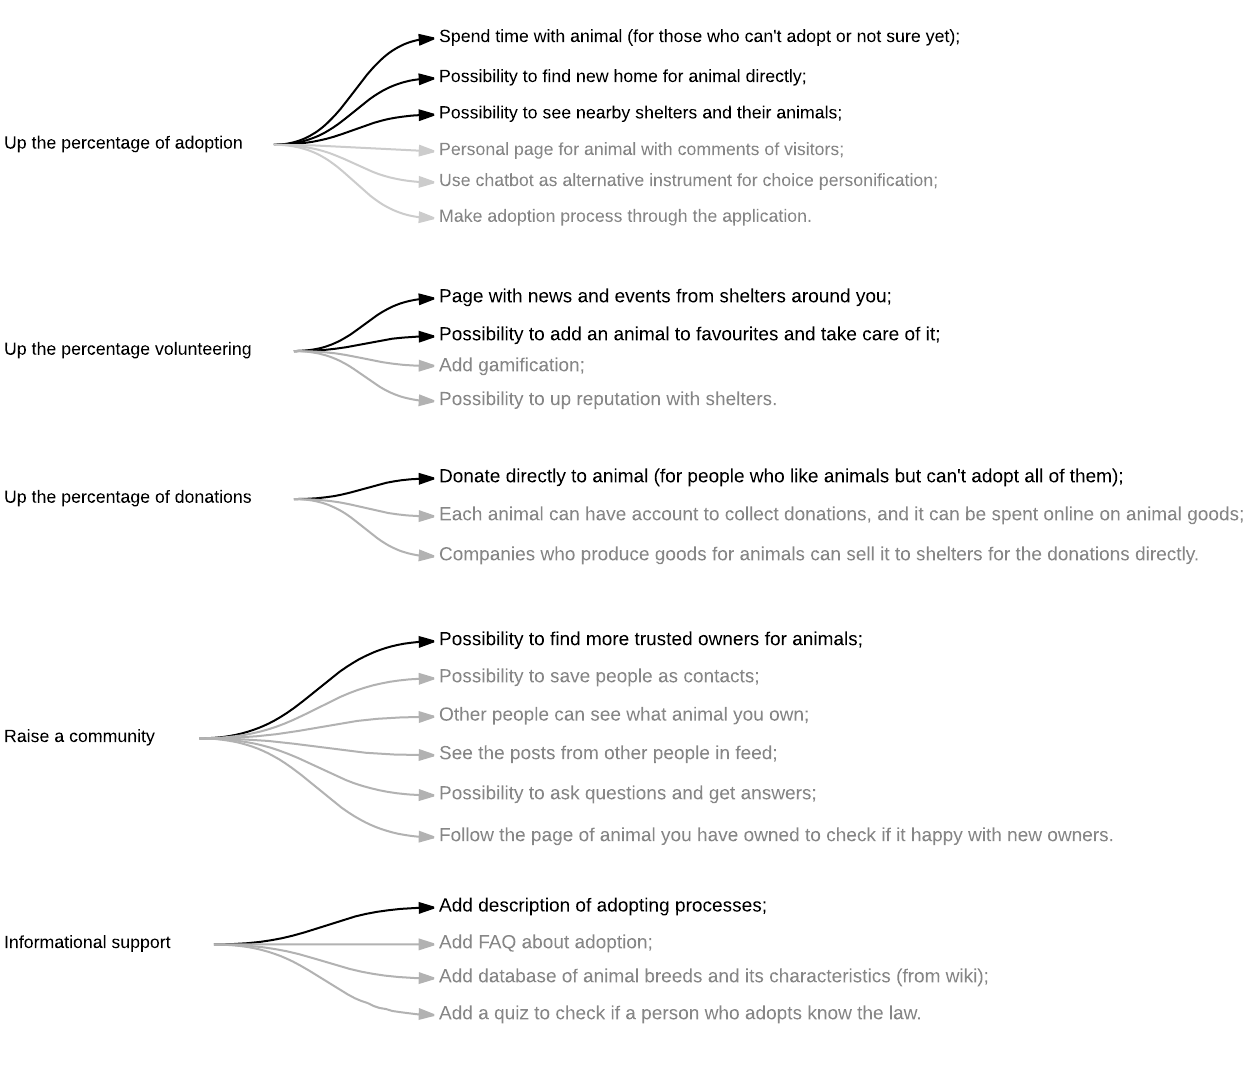 Up the percentage of adoption
Spend time with animal (for those who can't adopt or not sure yet);
Possibility to find new home for animal directly;
Possibility to see nearby shelters and their animals;
Personal page for animal with comments of visitors;
Use chatbot as alternative instrument for choice personification;
Make adoption process through the application.
Up the percentage volunteering
Page with news and events from shelters around you;
Possibility to add an animal to favourites and take care of it;
Add gamification;
Possibility to up reputation with shelters.
Up the percentage of donations
Donate directly to animal (for people who like animals but can't adopt all of them);
Each animal can have account to collect donations, and it can be spent online on animal goods;
Companies who produce goods for animals can sell it to shelters for the donations directly.
Raise a community
Possibility to find more trusted owners for animals;
Possibility to save people as contacts;
Other people can see what animal you own;
See the posts from other people in feed;
Possibility to ask questions and get answers;
Follow the page of animal you have owned to check if it happy with new owners.
Informational support
Add description of adopting processes;
Add FAQ about adoption;
Add database of animal breeds and its characteristics (from wiki);
Add a quiz to check if a person who adopts know the law.